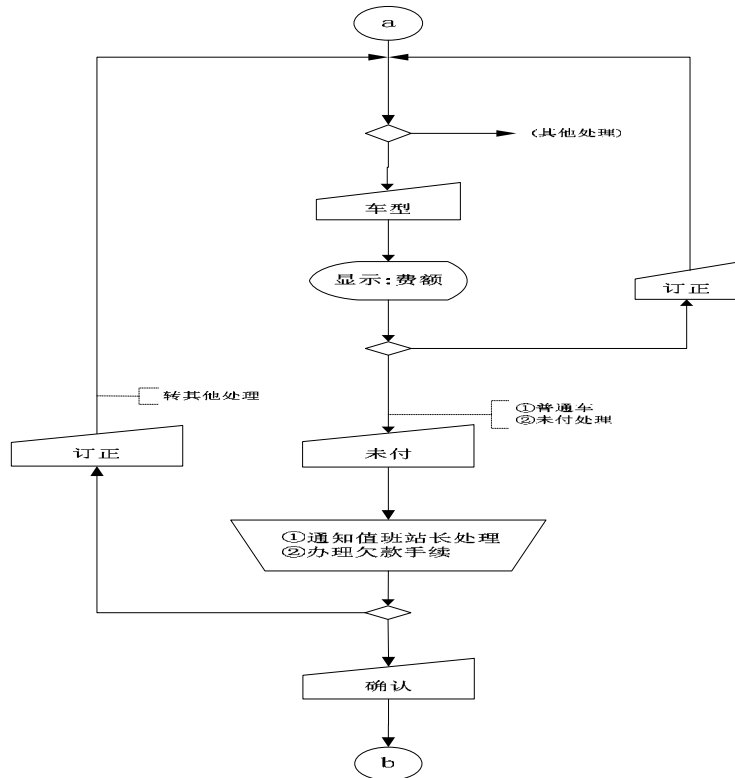 a
(其他处理)
车型
显示:费额
订正
转其他处理
①普通车
②未付处理
订正
未付
①通知值班站长处理
②办理欠款手续
确认
b